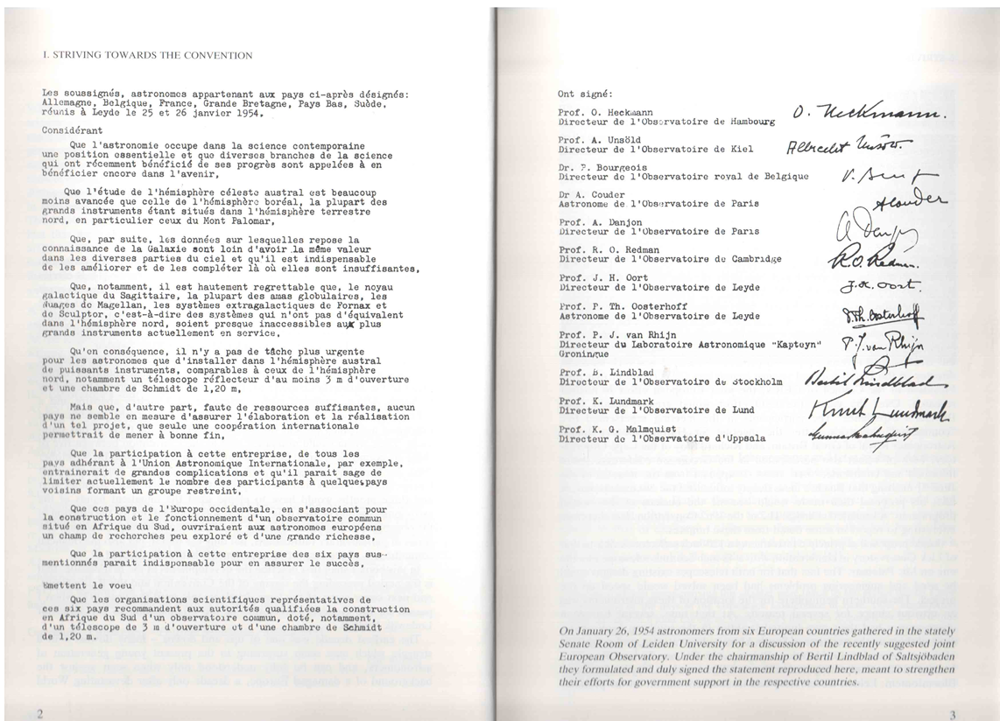 I. STRIVING TOWARDS THE CONVENTION
Les soussignés, astronomes appartenant aux pays ci-après désignés:
Allemagne, Belgique, France, Grande Bretagne, Pays Bas, Suède,
réunis à Leyde le 25 et 26 janvier 1954.
Considérant
Que l'astronomie occupe dans la science contemporaine
une position essentielle et que diverses branches de la science
qui ont récemment bénéficié de ses progrès sont appelées à en
bénéficier encore dans l'avenir,
Que l'étude de l'hémisphère céleste austral est beaucoup
moins avancée que celle de l'hémisphère boréal, la plupart des
grands instruments étant situés dans l'hémisphère terrestre
nord, en particulier ceux du Mont Palomar,
Que, par suite, les données sur lesquelles repose la
connaissance de la Galaxie sont loin d'avoir la même valeur
dans les diverses parties du ciel et qu'il est indispensable
de les améliorer et de les compléter là où elles sont insuffisantes,
Que, notamment, il est hautement regrettable que, le noyau
galactique du Sagittaire, la plupart des amas globulaires, les
Nuages de Magellan, les systèmes extragalactiques de Fornax et
de Sculptor, c'est-à-dire des systèmes qui n'ont pas d'équivalent
dans l'hémisphère nord, soient presque inaccessibles aux plus
grands instruments actuellement en service,
Qu'en conséquence, il n'y a pas de tâche plus urgente
pour les astronomes que d'installer dans l'hémisphère austral
de puissants instruments, comparables à ceux de l'hémisphère
nord, notamment un télescope réflecteur d'au moins 3 m d'ouverture
et une chambre de Schmidt de 1,20 m,
Mais que, d'autre part, faute de ressources suffisantes, aucun
pays ne semble en mesure d'assurer l'élaboration et la réalisation
d'un tel projet, que seule une coopération internationale
permettrait de mener à bonne fin,
Que la participation à cette entreprise, de tous les
pays adhérant à l'Union Astronomique Internationale, par exemple,
entrainerait de grandes complications et qu'il parait sage de
limiter actuellement le nombre des participants à quelques pays
voisins formant un groupe restreint,
Que ces pays de l'Europe occidentale, en s'associant pour
la construction et le fonctionnement d'un observatoire commun
situé en Afrique du Sud, ouvriraient aux astronomes européens
un champ de recherches peu exploré et d'une grande richesse,
Que la participation à cette entreprise des six pays sus-
mentionnés parait indispensable pour en assurer le succès,
Emettent le voeu
Que les organisations scientifiques représentatives de
ces six pays recommandent aux autorités qualifiées la construction
en Afrique du Sud d'un observatoire commun, doté, notamment,
d'un télescope de 3 m d'ouverture et d'une chambre de Schmidt
de 1,20 m.
2
Ont signé:
Prof. O. Heckmann
Directeur de l'Observatoire de Hambourg
O. Heckmann.
Prof. A. Unsöld
Directeur de l'Observatoire de Kiel
Albrecht Unsöld.
Dr. P. Bourgeois
Directeur de l'Observatoire royal de Belgique
Dr A. Couder
Astronome de l'Observatoire de Paris
A Couder
Prof. A. Danjon
Directeur de l'Observatoire de Paris
A Danjon
Prof. R. O. Redman
Directeur de l'Observatoire de Cambridge
R.O. Redman.
Prof. J. H. Oort
Directeur de l'Observatoire de Leyde
J.H. Oort.
Prof. P. Th. Oosterhoff
Astronome de l'Observatoire de Leyde
P.Th. Oosterhoff
Prof. P. J. van Rhijn
Directeur du Laboratoire Astronomique "Kapteyn"
Groningue
P.J. van Rhijn
Prof. B. Lindblad
Directeur de l'Observatoire de Stockholm
Bertil Lindblad
Prof. K. Lundmark
Directeur de l'Observatoire de Lund
Knut Lundmark
Prof. K. G. Malmquist
Directeur de l'Observatoire d'Uppsala
Gunnar Malmquist
On January 26, 1954 astronomers from six European countries gathered in the stately
Senate Room of Leiden University for a discussion of the recently suggested joint
European Observatory. Under the chairmanship of Bertil Lindblad of Saltsjöbaden
they formulated and duly signed the statement reproduced here, meant to strengthen
their efforts for government support in the respective countries.
3